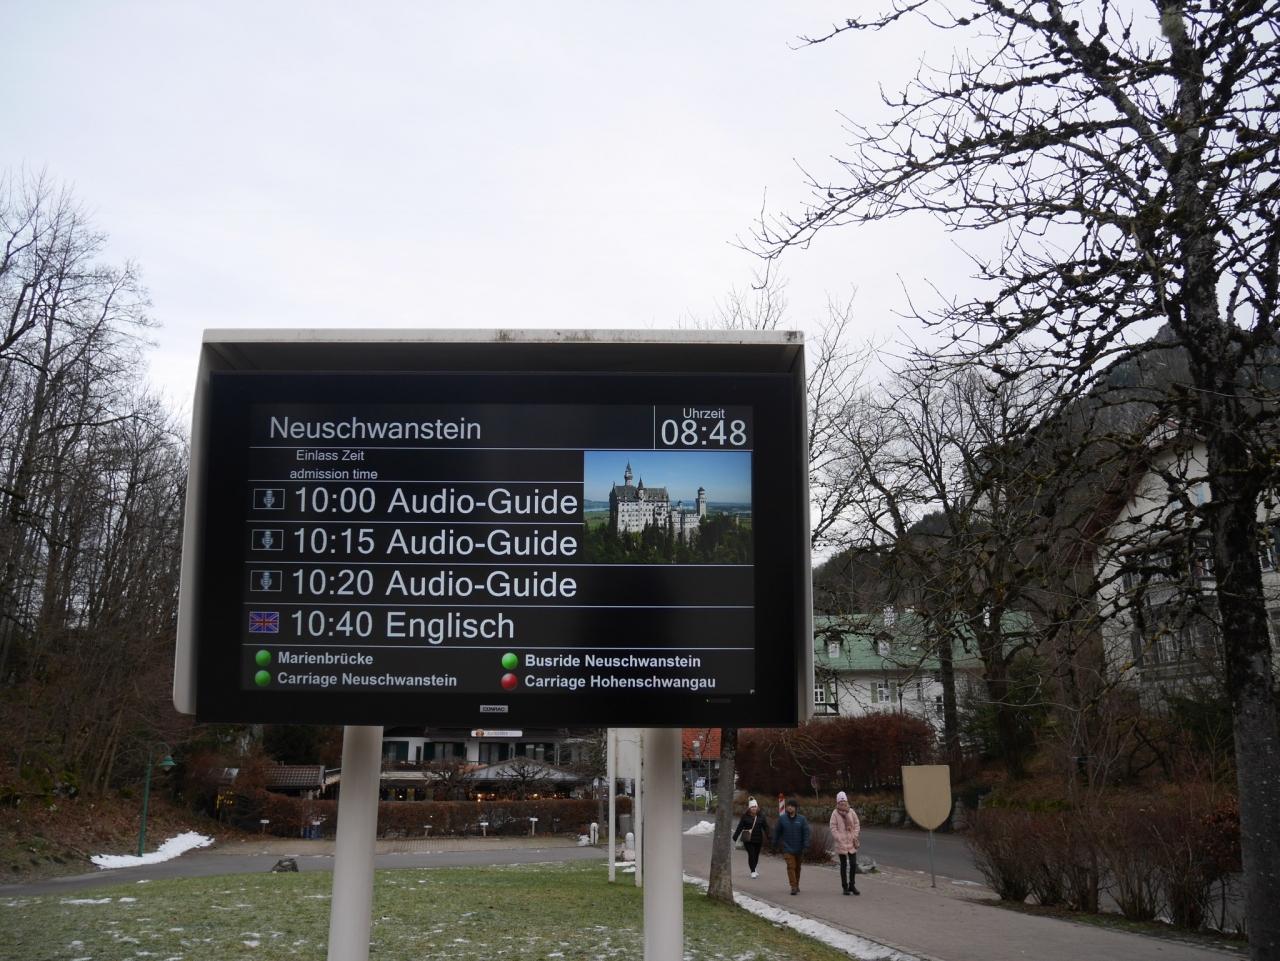 Neuschwanstein
Uhrzeit
08:48
Einlass Zeit
admission time
10:00 Audio-Guide
10:15 Audio-Guide
10:20 Audio-Guide
10:40 Englisch
Marienbrücke
Busride Neuschwanstein
Carriage Neuschwanstein
Carriage Hohenschwangau
CONRAC